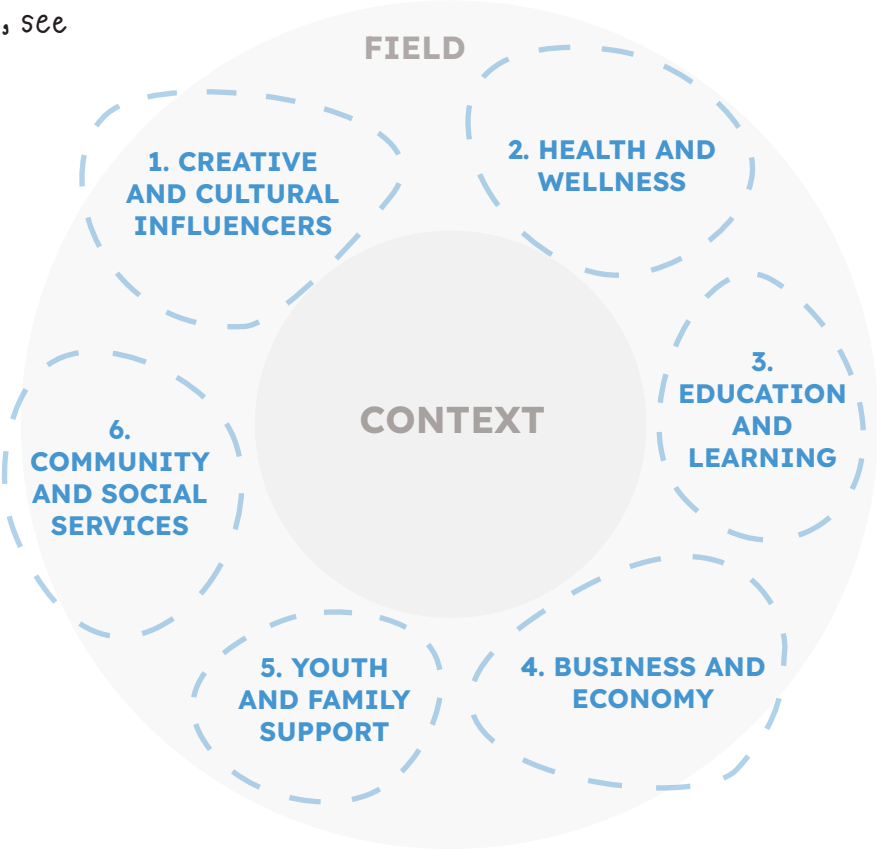 , see
FIELD
1. CREATIVE
AND CULTURAL
INFLUENCERS
2. HEALTH AND
WELLNESS
3.
EDUCATION
AND
LEARNING
CONTEXT
6.
COMMUNITY
AND SOCIAL
SERVICES
5. YOUTH
AND FAMILY
SUPPORT
4. BUSINESS AND
ECONOMY